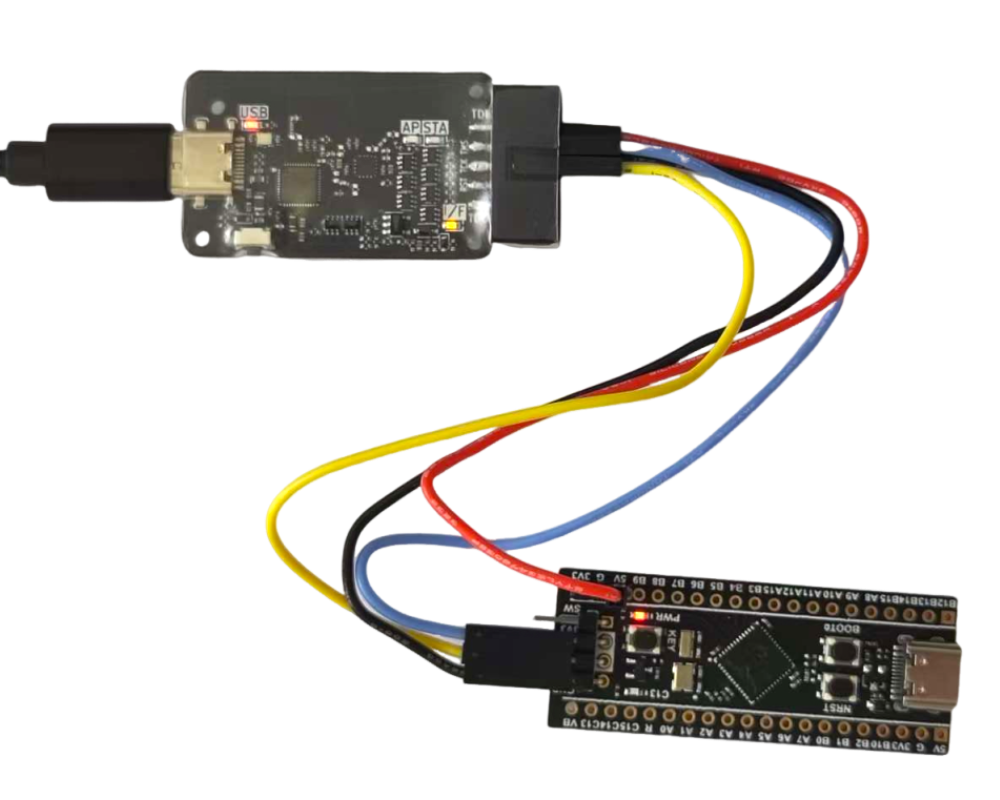 USB
AP STA
TDI
I/F
3V3 G 5V B9 B8 B7 B6 B5 B4 B3 A15 A12 A11 A10 A9 A8 B15 B14 B13 B12
SW
3V3
PWR
KEY
BOOT0
C13
NRST
VB C13 C14 C15 R A0 A1 A2 A3 A4 A5 A6 A7 B0 B1 B2 B10 3V3 G 5V